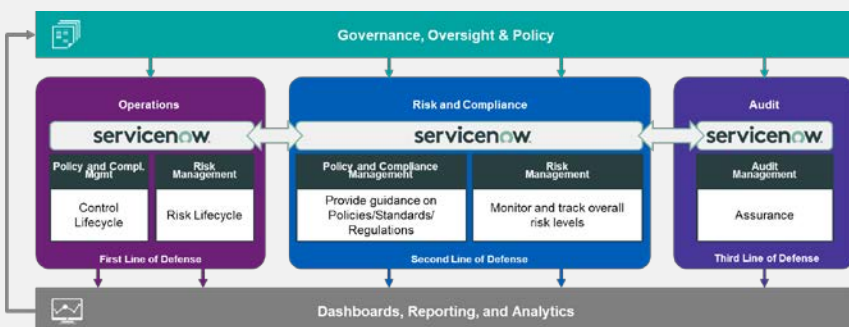 Governance, Oversight & Policy
Operations
servicenow.
Policy and Compl.
Mgmt
Risk
Management
Control
Lifecycle
Risk Lifecycle
First Line of Defense
Risk and Compliance
servicenow.
Policy and Compliance
Management
Risk
Management
Provide guidance on
Policies/Standards/
Regulations
Monitor and track overall
risk levels
Second Line of Defense
Audit
servicenow.
Audit
Management
Assurance
Third Line of Defense
Dashboards, Reporting, and Analytics